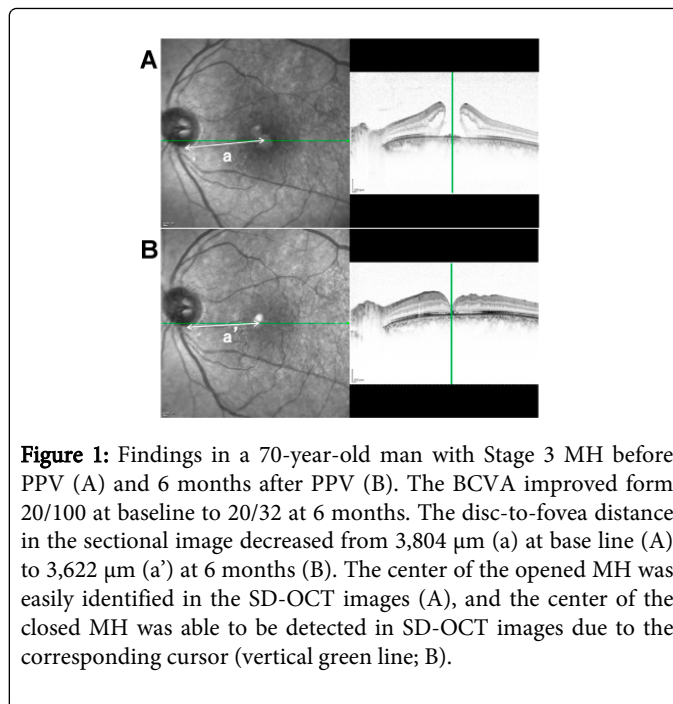 A
a
B
a'
Figure 1: Findings in a 70-year-old man with Stage 3 MH before
PPV (A) and 6 months after PPV (B). The BCVA improved form
20/100 at baseline to 20/32 at 6 months. The disc-to-fovea distance
in the sectional image decreased from 3,804 µm (a) at base line (A)
to 3,622 µm (a’) at 6 months (B). The center of the opened MH was
easily identified in the SD-OCT images (A), and the center of the
closed MH was able to be detected in SD-OCT images due to the
corresponding cursor (vertical green line; B).